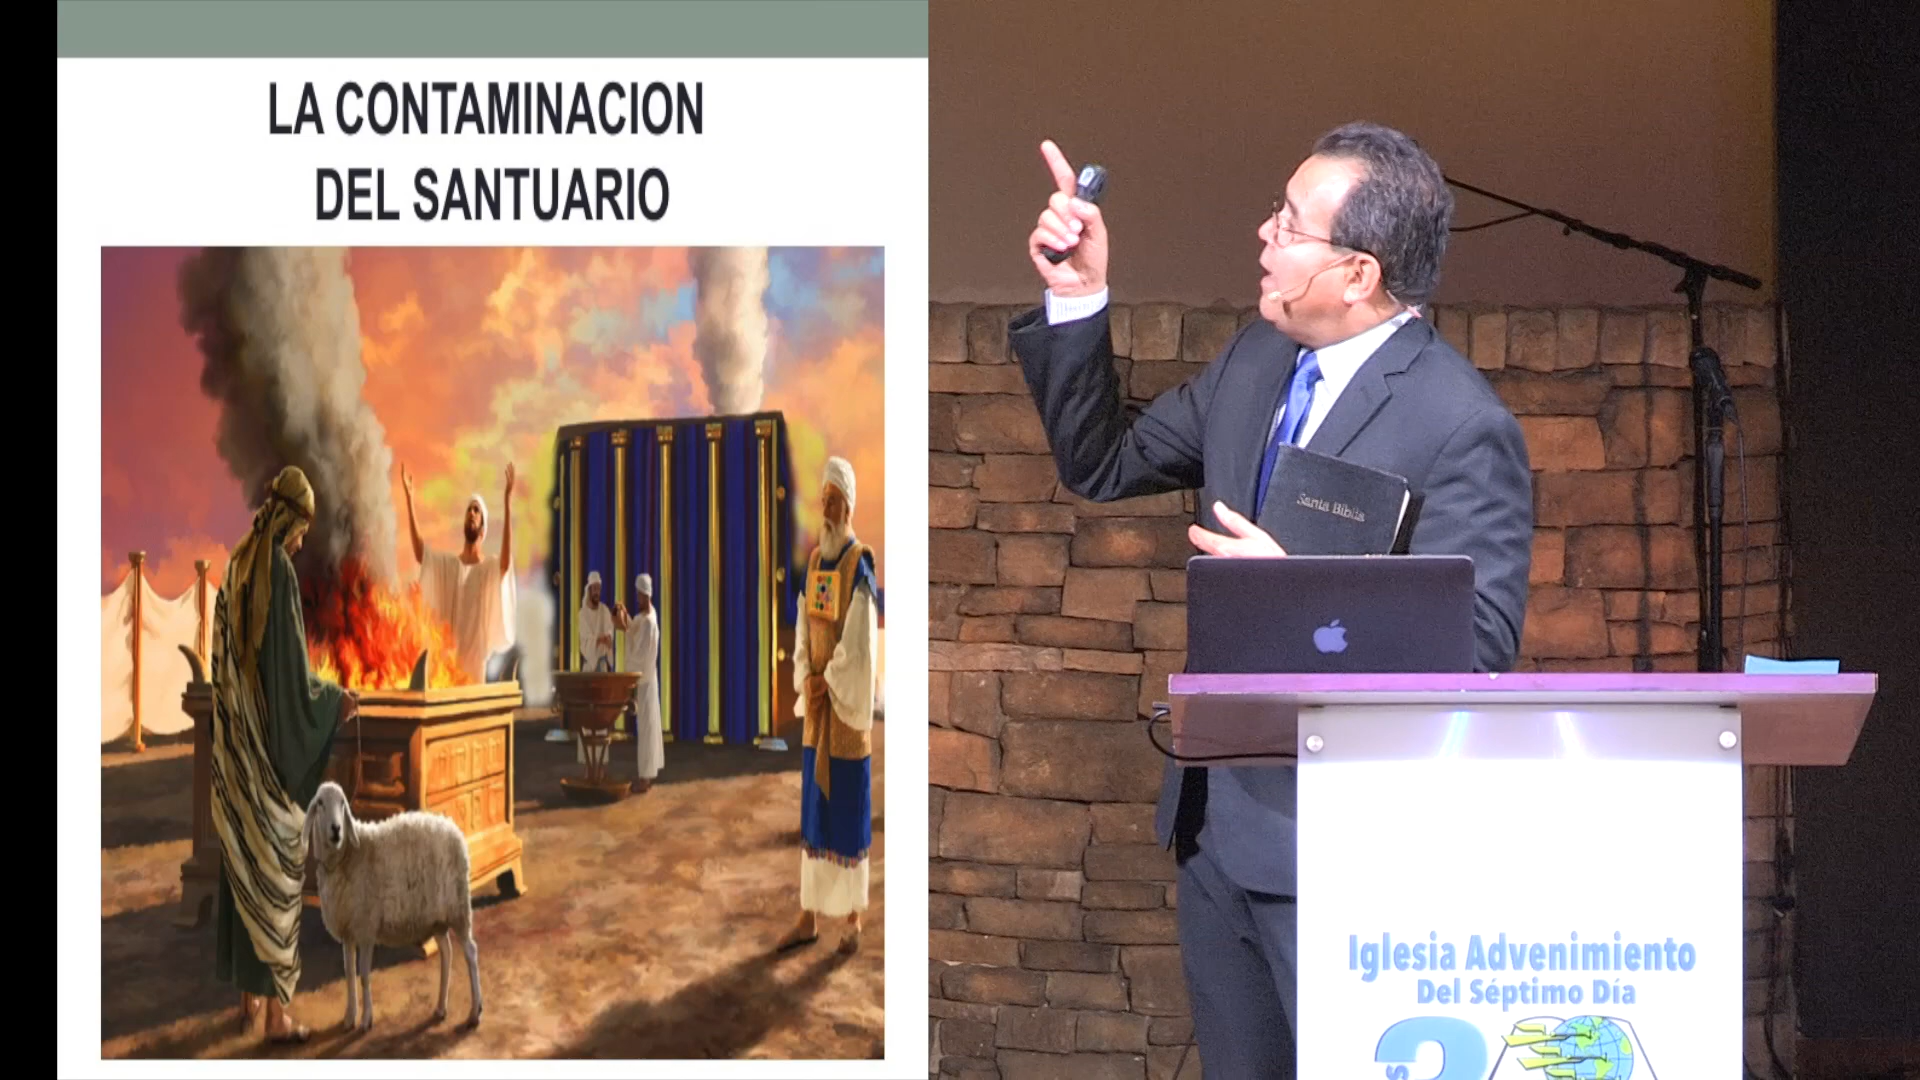 LA CONTAMINACION
DEL SANTUARIO
Santa Biblia
Iglesia Advenimiento
Del Séptimo Día